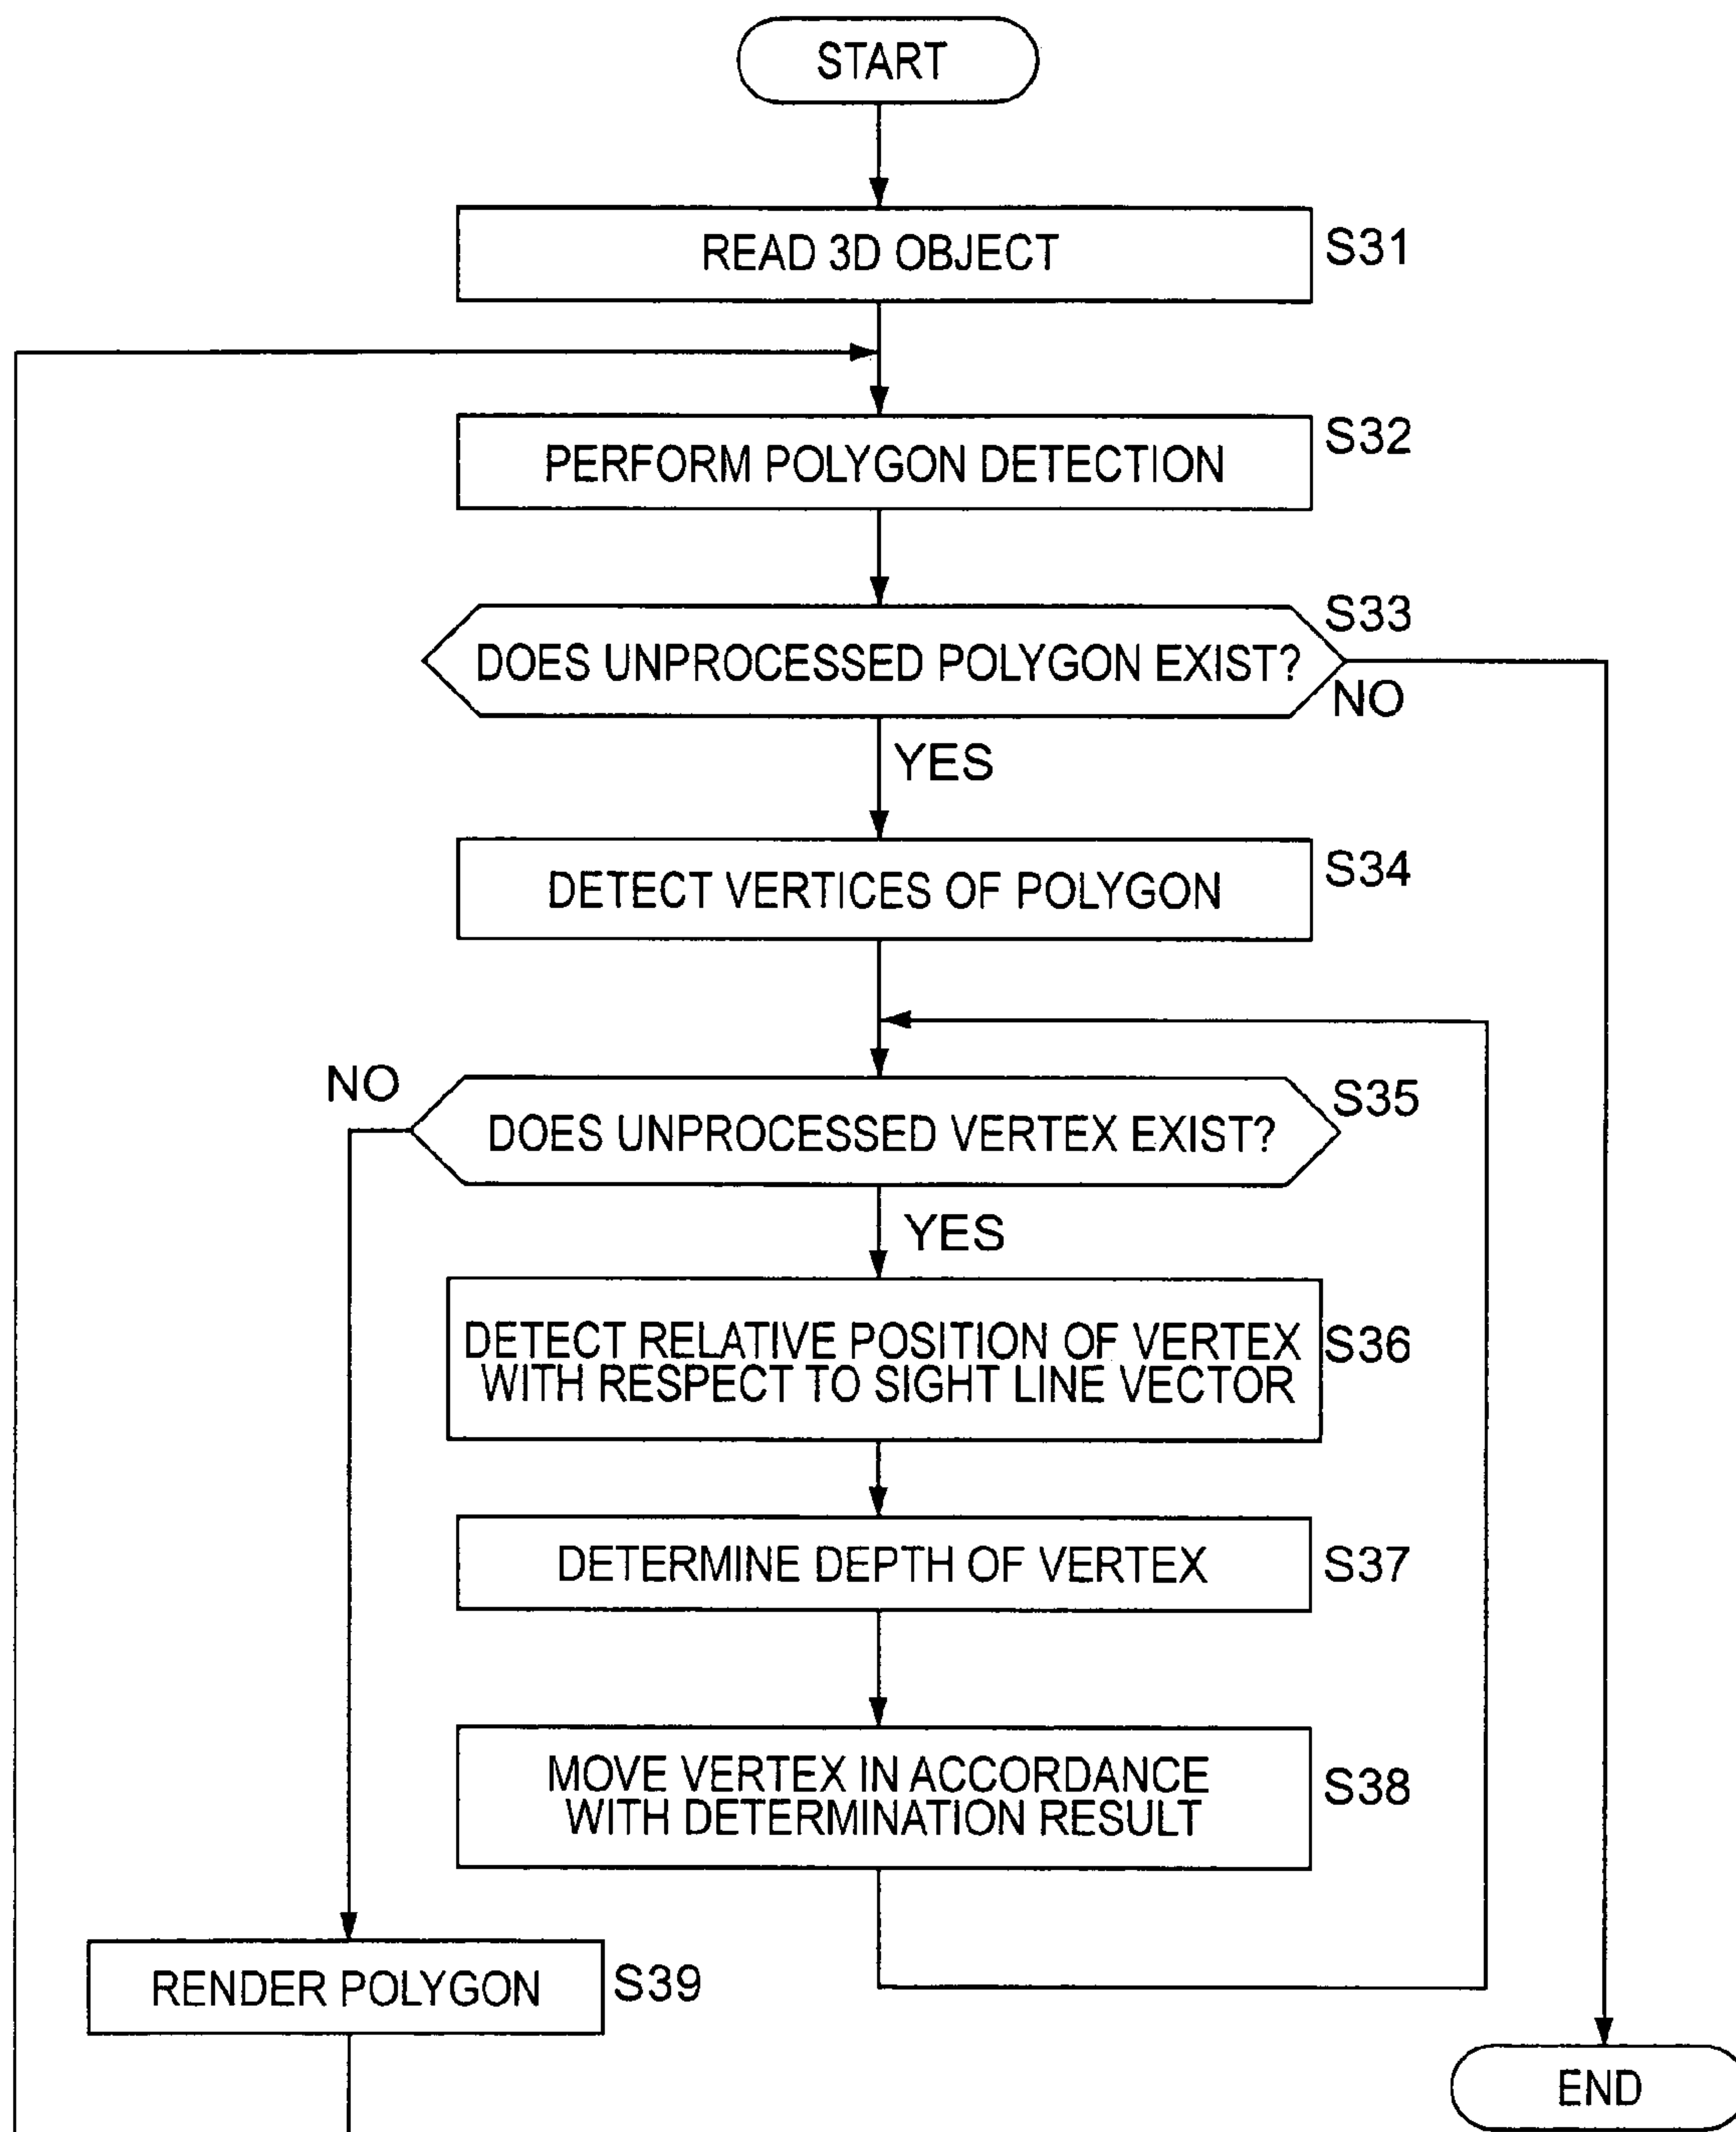 START
READ 3D OBJECT
S31
PERFORM POLYGON DETECTION
S32
DOES UNPROCESSED POLYGON EXIST?
S33
NO
YES
DETECT VERTICES OF POLYGON
S34
NO
DOES UNPROCESSED VERTEX EXIST?
S35
YES
DETECT RELATIVE POSITION OF VERTEX
WITH RESPECT TO SIGHT LINE VECTOR
S36
DETERMINE DEPTH OF VERTEX
S37
MOVE VERTEX IN ACCORDANCE
WITH DETERMINATION RESULT
S38
RENDER POLYGON
S39
END